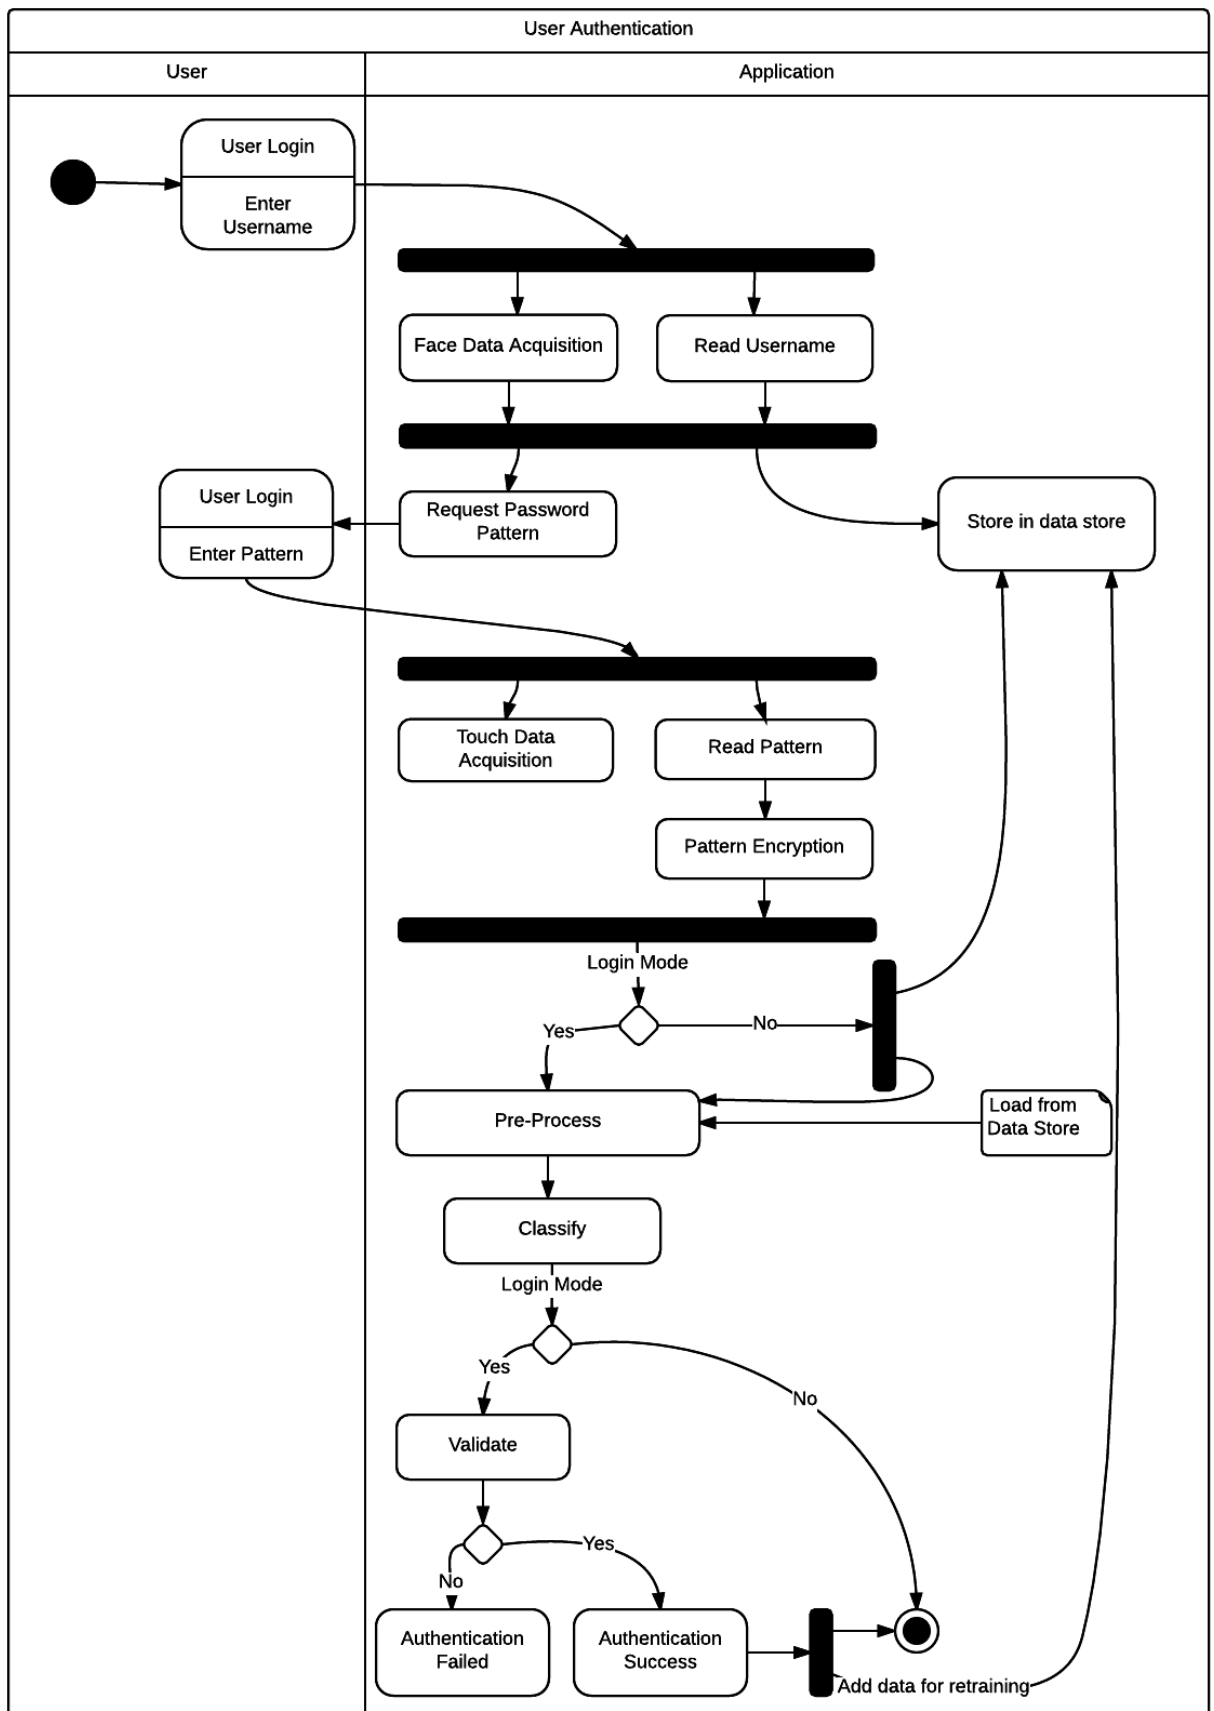 User Authentication
User
Application
User Login
Enter
Username
Face Data Acquisition
Read Username
User Login
Enter Pattern
Request Password
Pattern
Store in data store
Touch Data
Acquisition
Read Pattern
Pattern Encryption
Login Mode
Yes
No
Pre-Process
Load from
Data Store
Classify
Login Mode
Yes
No
Validate
Yes
No
Authentication
Failed
Authentication
Success
Add data for retraining